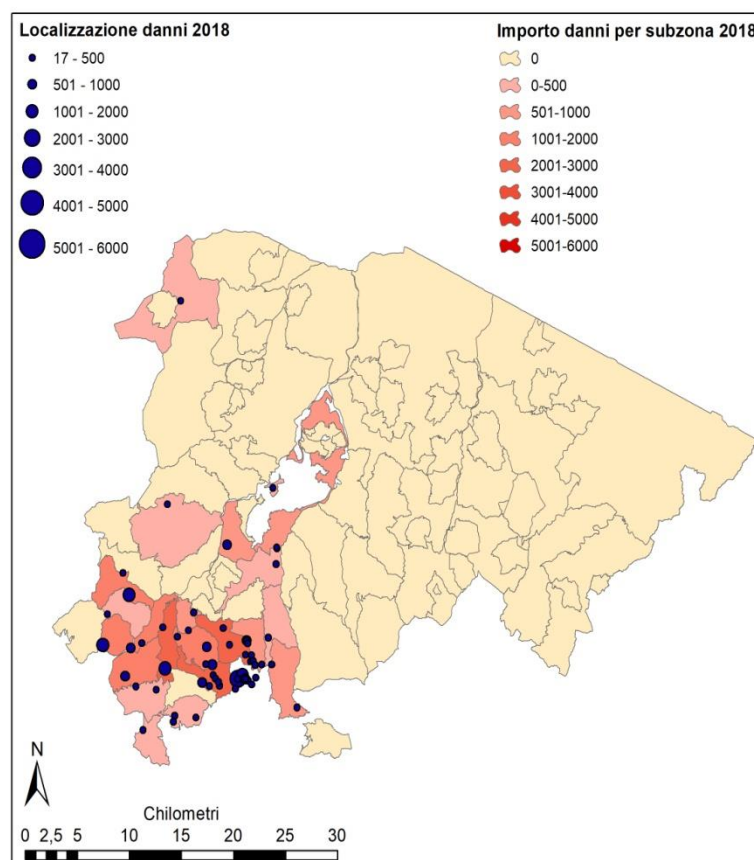 Localizzazione danni 2018
17 - 500
501 - 1000
1001 - 2000
2001 - 3000
3001 - 4000
4001 - 5000
5001 - 6000
Importo danni per subzona 2018
0
0-500
501-1000
1001-2000
2001-3000
3001-4000
4001-5000
5001-6000
N
Chilometri
0 2,5 5 10 15 20 25 30